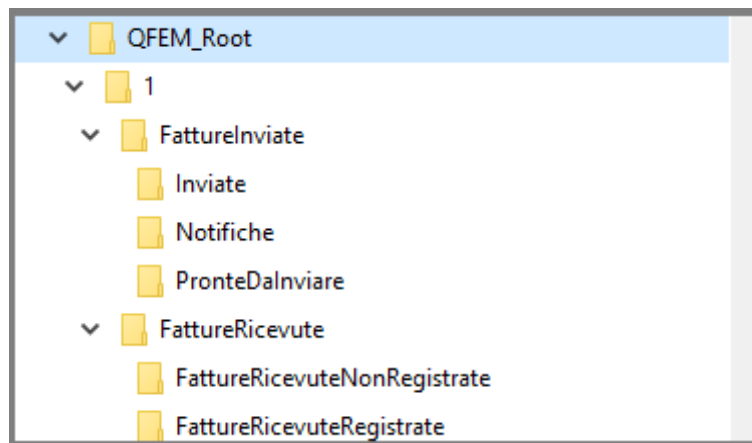 QFEM_Root
1
FattureInviate
Inviate
Notifiche
PronteDaInviare
FattureRicevute
FattureRicevuteNonRegistrate
FattureRicevuteRegistrate